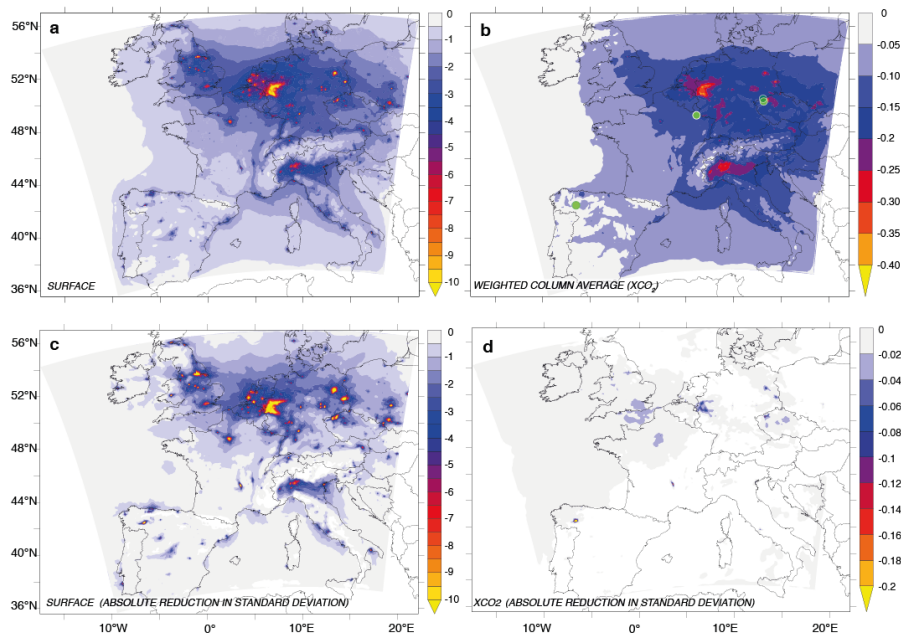 a
56°N
52°N
48°N
44°N
40°N
36°N
SURFACE
0
-1
-2
-3
-4
-5
-6
-7
-8
-9
-10
b
WEIGHTED COLUMN AVERAGE (XCO₂)
0
-0.05
-0.10
-0.15
-0.20
-0.25
-0.30
-0.35
-0.40
c
56°N
52°N
48°N
44°N
40°N
36°N
SURFACE (ABSOLUTE REDUCTION IN STANDARD DEVIATION)
10°W 0° 10°E 20°E
0
-1
-2
-3
-4
-5
-6
-7
-8
-9
-10
d
XCO2 (ABSOLUTE REDUCTION IN STANDARD DEVIATION)
10°W 0° 10°E 20°E
0
-0.02
-0.04
-0.06
-0.08
-0.1
-0.12
-0.14
-0.16
-0.18
-0.2